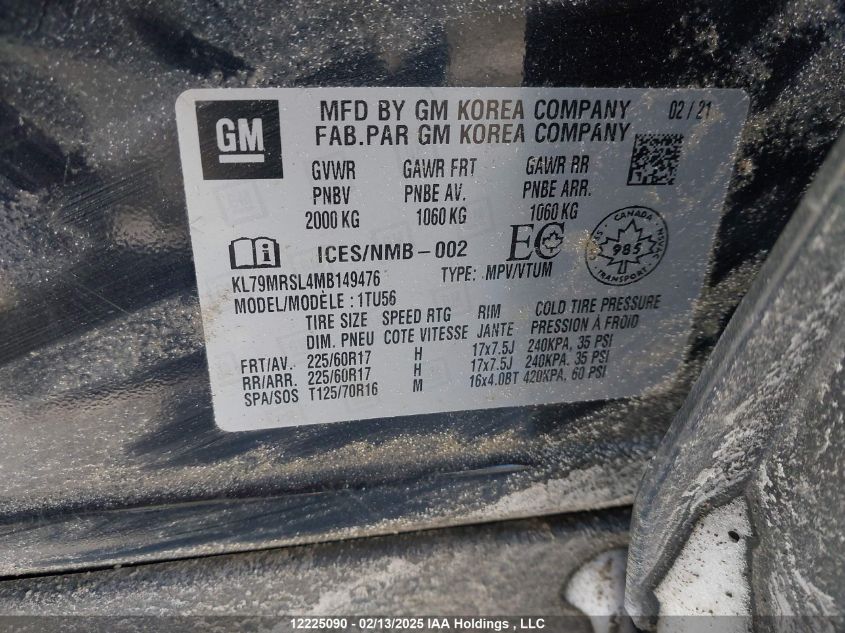 GM
MFD BY GM KOREA COMPANY 02/21
FAB.PAR GM KOREA COMPANY
GVWR GAWR FRT GAWR RR
PNBV PNBE AV. PNBE ARR.
2000 KG 1060 KG 1060 KG
ICES/NMB-002 EC
CANADA
985
TRANSPORT
KL79MRSL4MB149476 TYPE: MPV/VTUM
MODEL/MODÈLE : 1TU56
TIRE SIZE SPEED RTG RIM COLD TIRE PRESSURE
DIM. PNEU COTE VITESSE JANTE PRESSION À FROID
FRT/AV. 225/60R17 H 17x7.5J 240KPA, 35 PSI
RR/ARR. 225/60R17 H 17x7.5J 240KPA. 35 PSI
SPA/SOS T125/70R16 M 16x4.0BT 420KPA, 60 PSI
12225090 - 02/13/2025 IAA Holdings , LLC